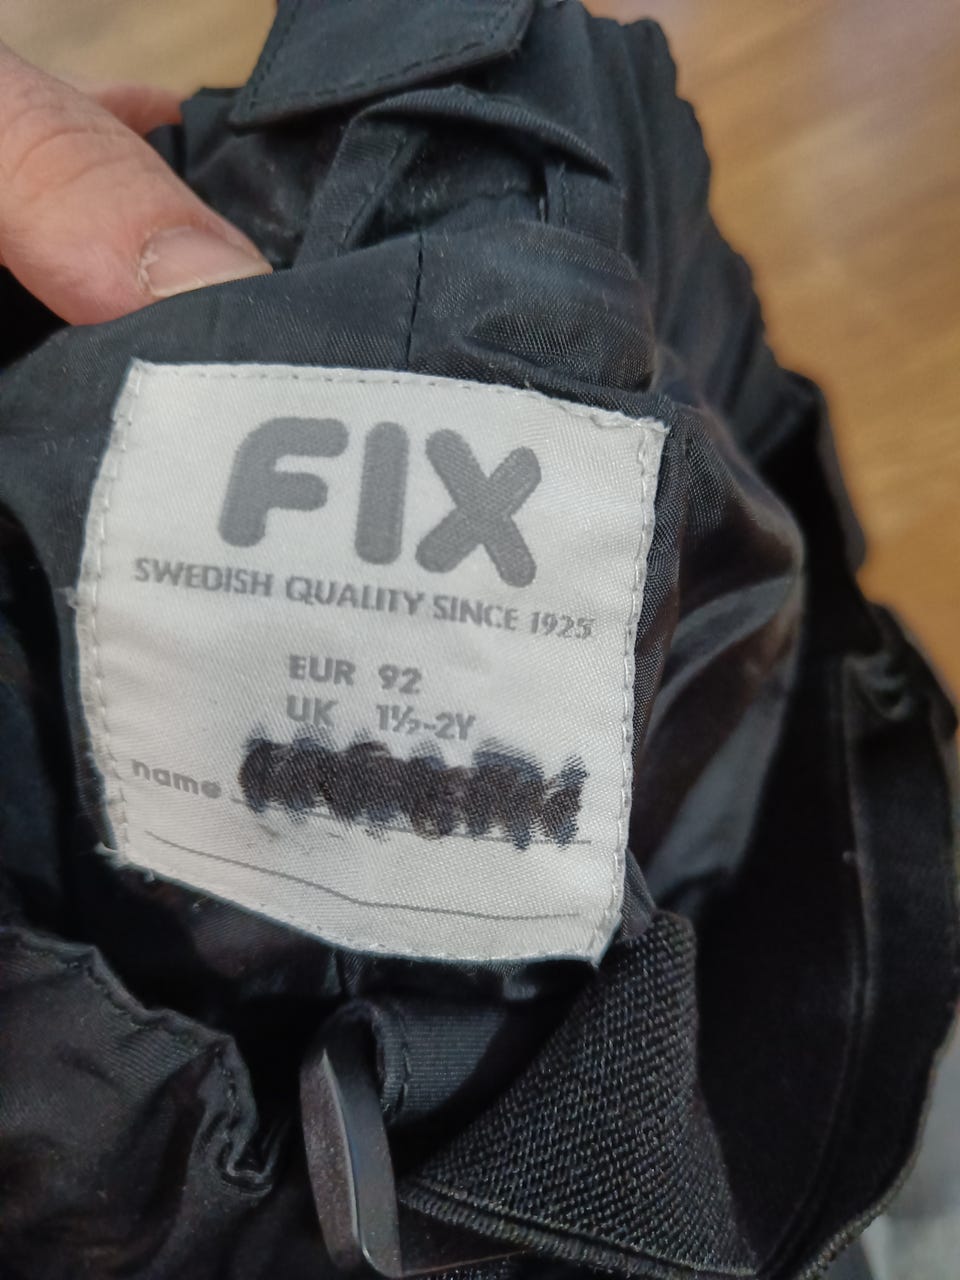 FIX
SWEDISH QUALITY SINCE 1925
EUR 92
UK 1½-2Y
name